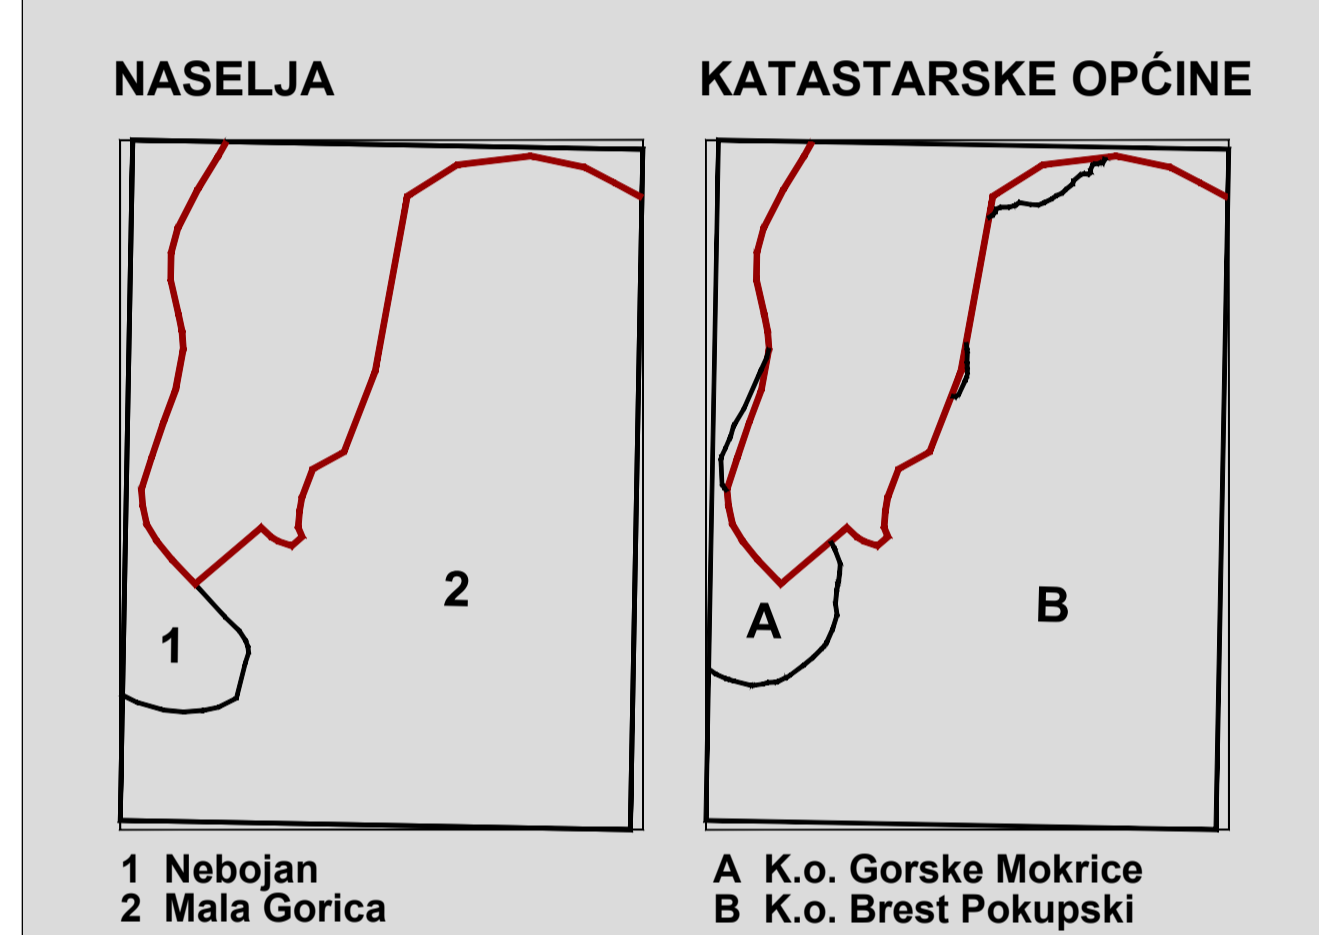 NASELJA
KATASTARSKE OPĆINE
1
2
A
B
1 Nebojan
2 Mala Gorica
A K.o. Gorske Mokrice
B K.o. Brest Pokupski